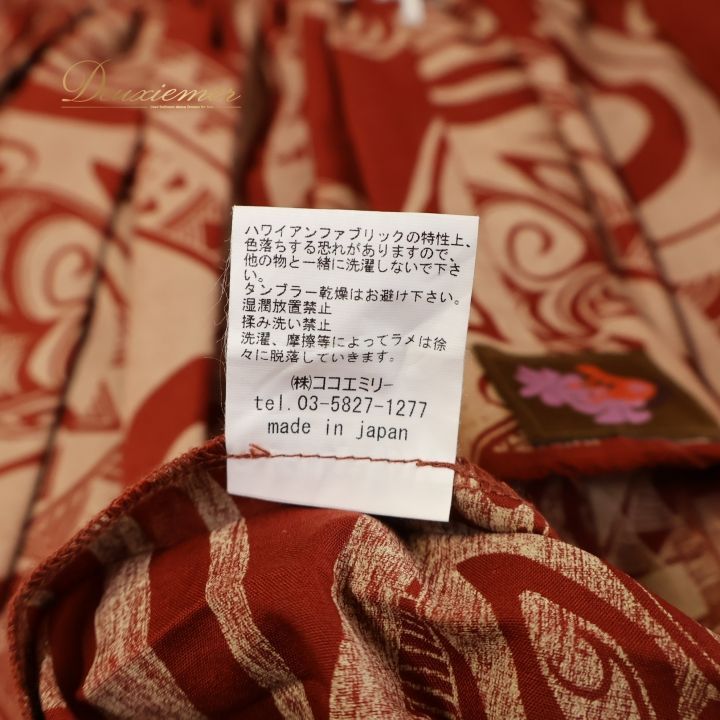 Deuxiemer
ハワイアンファブリックの特性上、
色落ちする恐れがありますので、
他の物と一緒に洗濯しないで下さ
い。
タンブラー乾燥はお避け下さい。
湿潤放置禁止
揉み洗い禁止
洗濯、摩擦等によってラメは徐
々に脱落していきます。
㈱ココエミリー
tel.03-5827-1277
made in japan